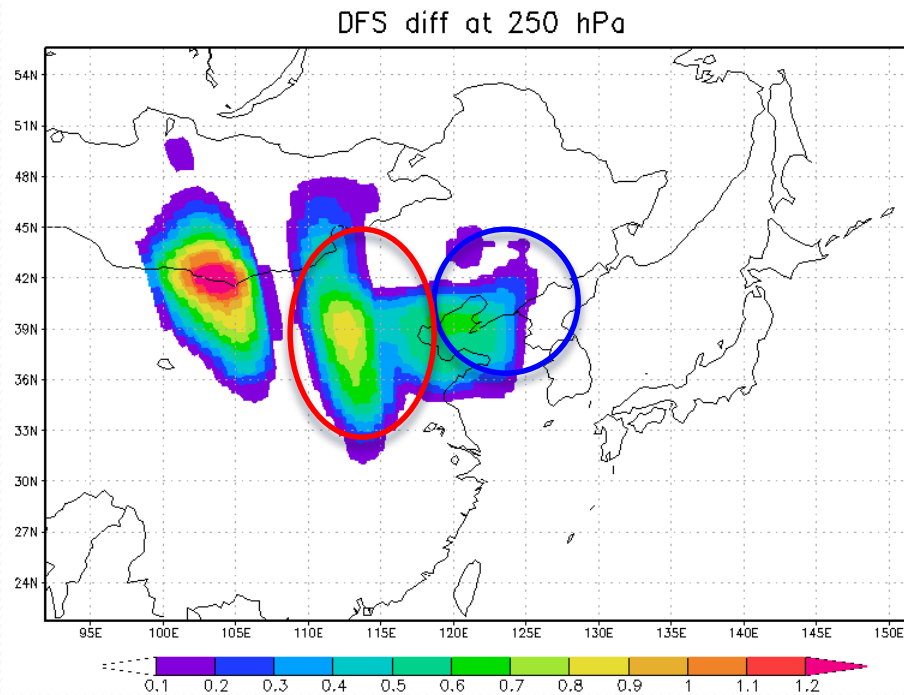 DFS diff at 250 hPa
54N
51N
48N
45N
42N
39N
36N
33N
30N
27N
24N
95E 100E 105E 110E 115E 120E 125E 130E 135E 140E 145E 150E
0.1 0.2 0.3 0.4 0.5 0.6 0.7 0.8 0.9 1 1.1 1.2